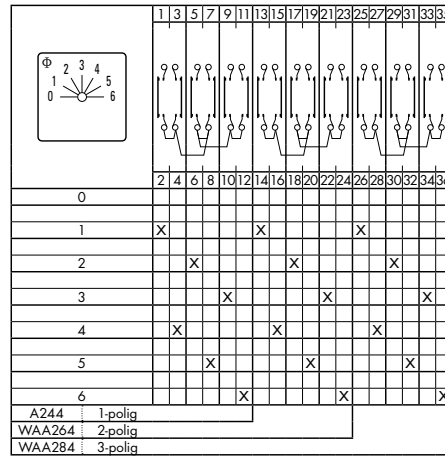 1 3 5 7 9 11 13 15 17 19 21 23 25 27 29 31 33 35
Φ
0 1 2 3 4 5 6
2 4 6 8 10 12 14 16 18 20 22 24 26 28 30 32 34 36
0
1 X X X
2 X X X
3 X X X
4 X X X
5 X X X
6 X X X
A244 1-polig
WAA264 2-polig
WAA284 3-polig